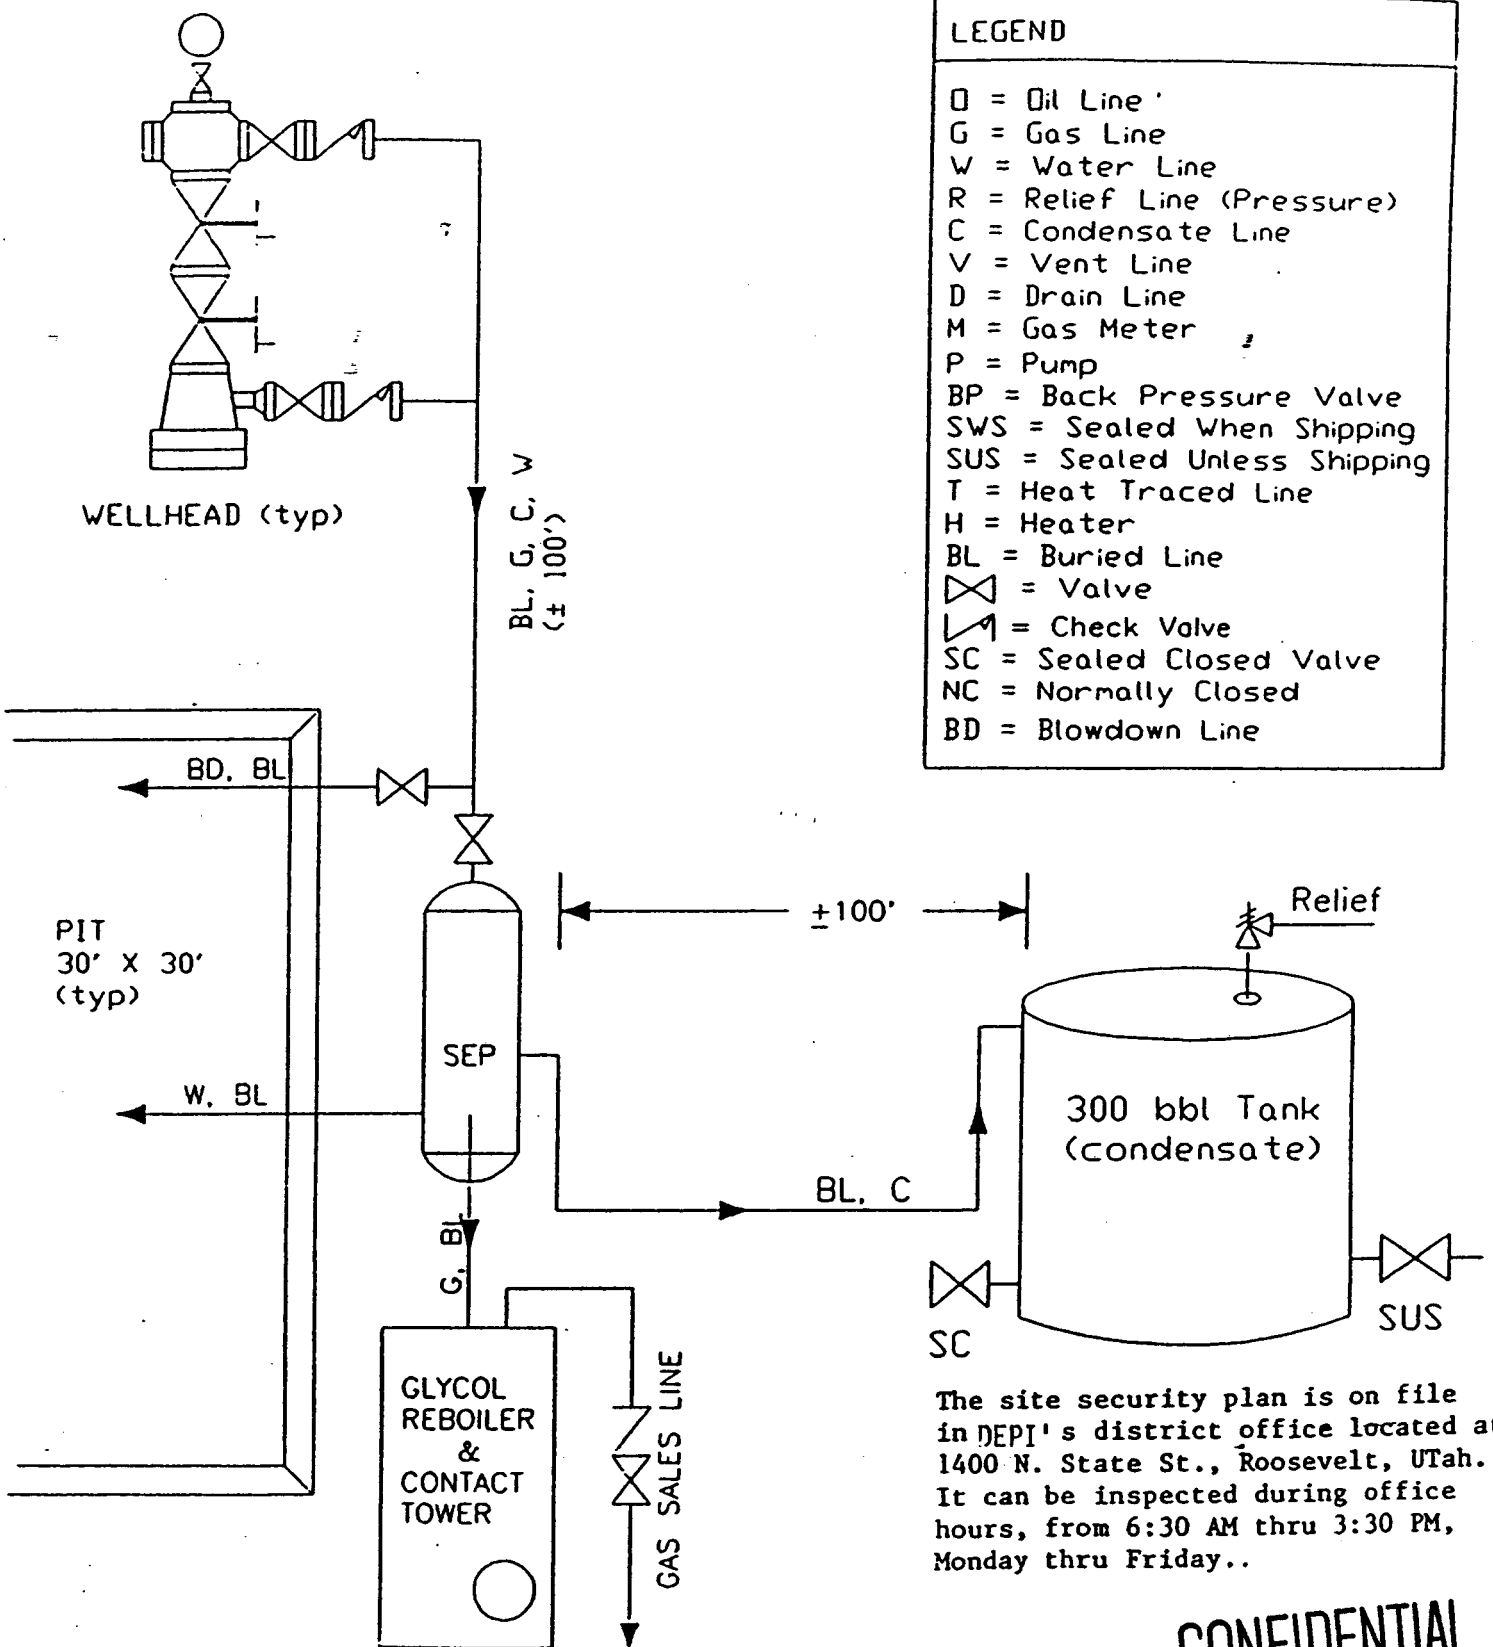 LEGEND
O = Oil Line
G = Gas Line
W = Water Line
R = Relief Line (Pressure)
C = Condensate Line
V = Vent Line
D = Drain Line
M = Gas Meter
P = Pump
BP = Back Pressure Valve
SWS = Sealed When Shipping
SUS = Sealed Unless Shipping
T = Heat Traced Line
H = Heater
BL = Buried Line
= Valve
= Check Valve
SC = Sealed Closed Valve
NC = Normally Closed
BD = Blowdown Line
WELLHEAD (typ)
BL, G, C, W
(± 100')
BD, BL
PIT
30' X 30'
(typ)
±100'
Relief
SEP
W, BL
300 bbl Tank
(condensate)
BL, C
G, BL
SC
SUS
GLYCOL
REBOILER
&
CONTACT
TOWER
GAS SALES LINE
The site security plan is on file
in DEPI's district office located at
1400 N. State St., Roosevelt, UTah.
It can be inspected during office
hours, from 6:30 AM thru 3:30 PM,
Monday thru Friday..
CONFIDENTIAL